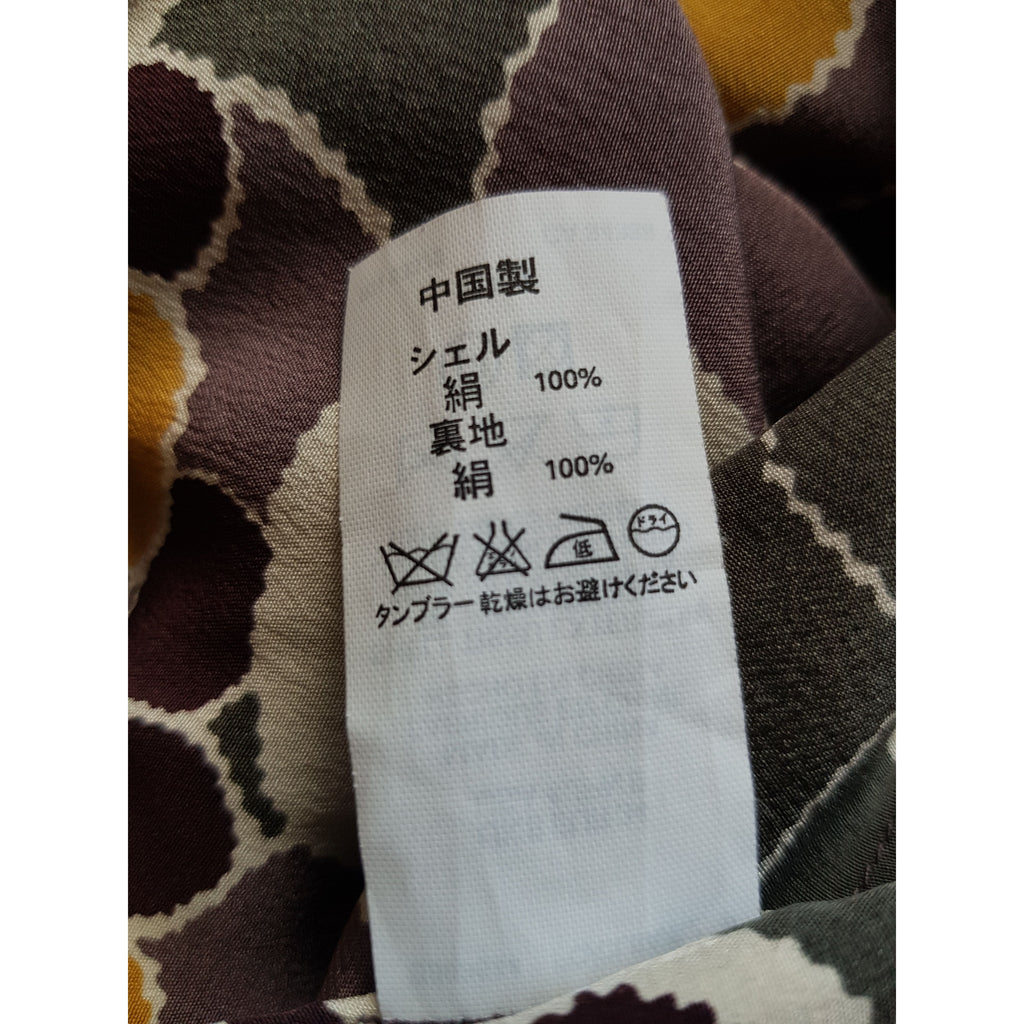 中国製
シェル
絹 100%
裏地
絹 100%
低 ドライ
タンブラー乾燥はお避けください